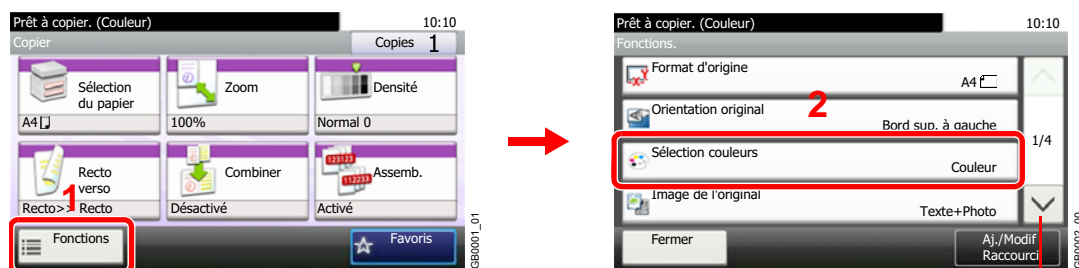 Prêt à copier. (Couleur) 10:10
Copier Copies 1
Sélection du papier
A4
Zoom
100%
Densité
Normal 0
Recto verso
Recto>> Recto
Combiner
Désactivé
Assemb.
Activé
1
Fonctions
Favoris
GB0001_01
Prêt à copier. (Couleur) 10:10
Fonctions.
Format d'origine
A4
2
Orientation original
Bord sup. à gauche
1/4
Sélection couleurs
Couleur
Image de l'original
Texte+Photo
Fermer
Aj./Modif
Raccourci
GB0002_00